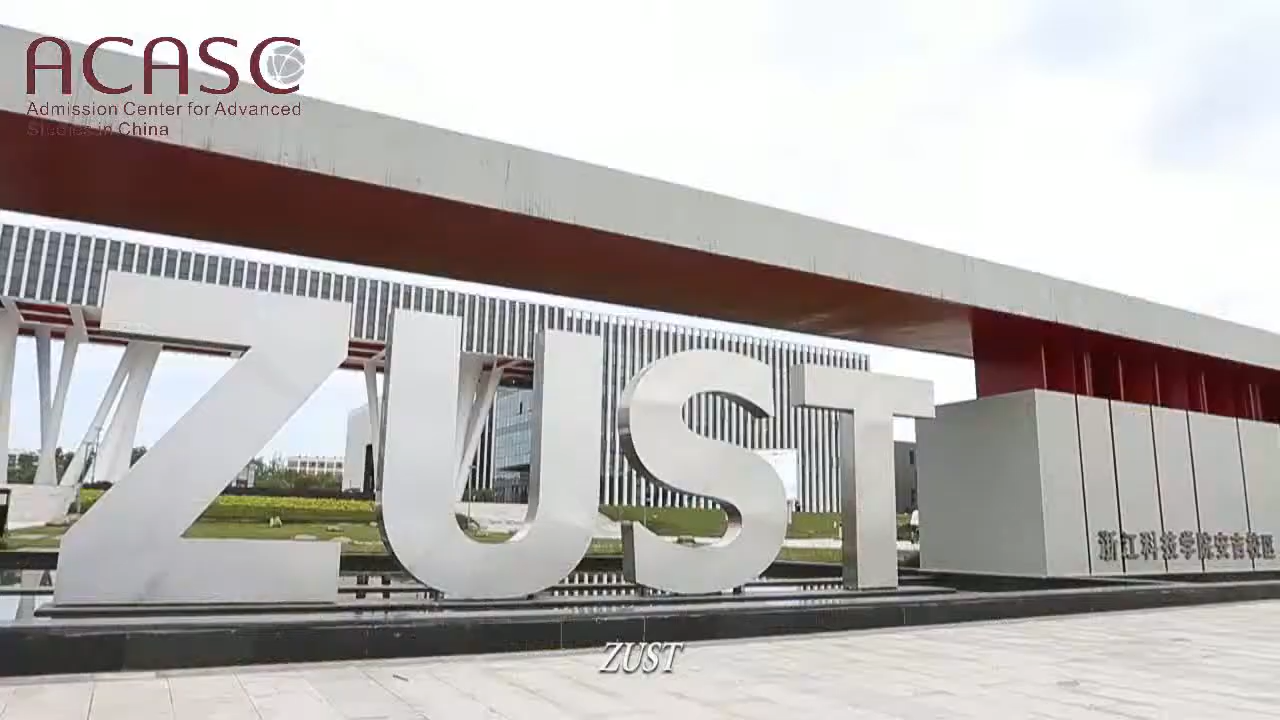 ACASC
Admission Center for Advanced
Studies in China
ZUST
浙江科技学院安吉校区
ZUST